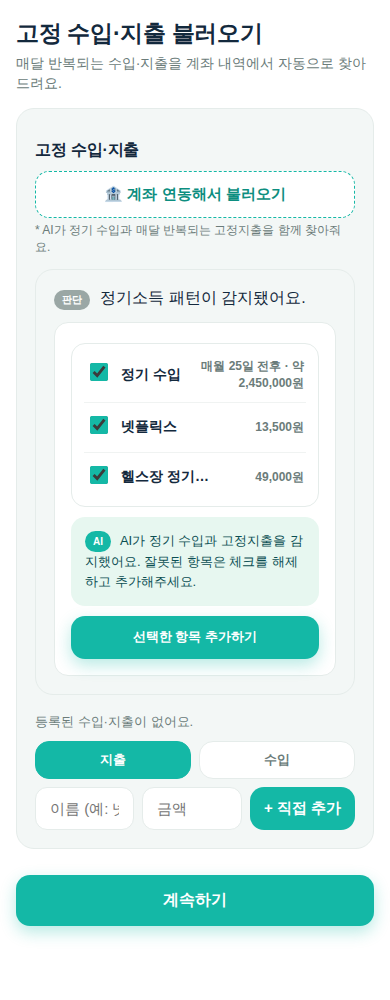 고정 수입·지출 불러오기
매달 반복되는 수입·지출을 계좌 내역에서 자동으로 찾아
드려요.
고정 수입·지출
🏦 계좌 연동해서 불러오기
* AI가 정기 수입과 매달 반복되는 고정지출을 함께 찾아줘
요.
판단 정기소득 패턴이 감지됐어요.
정기 수입 매월 25일 전후 · 약
2,450,000원
넷플릭스 13,500원
헬스장 정기... 49,000원
AI AI가 정기 수입과 고정지출을 감
지했어요. 잘못된 항목은 체크를 해제
하고 추가해주세요.
선택한 항목 추가하기
등록된 수입·지출이 없어요.
지출 수입
이름 (예: 금액 + 직접 추가
계속하기